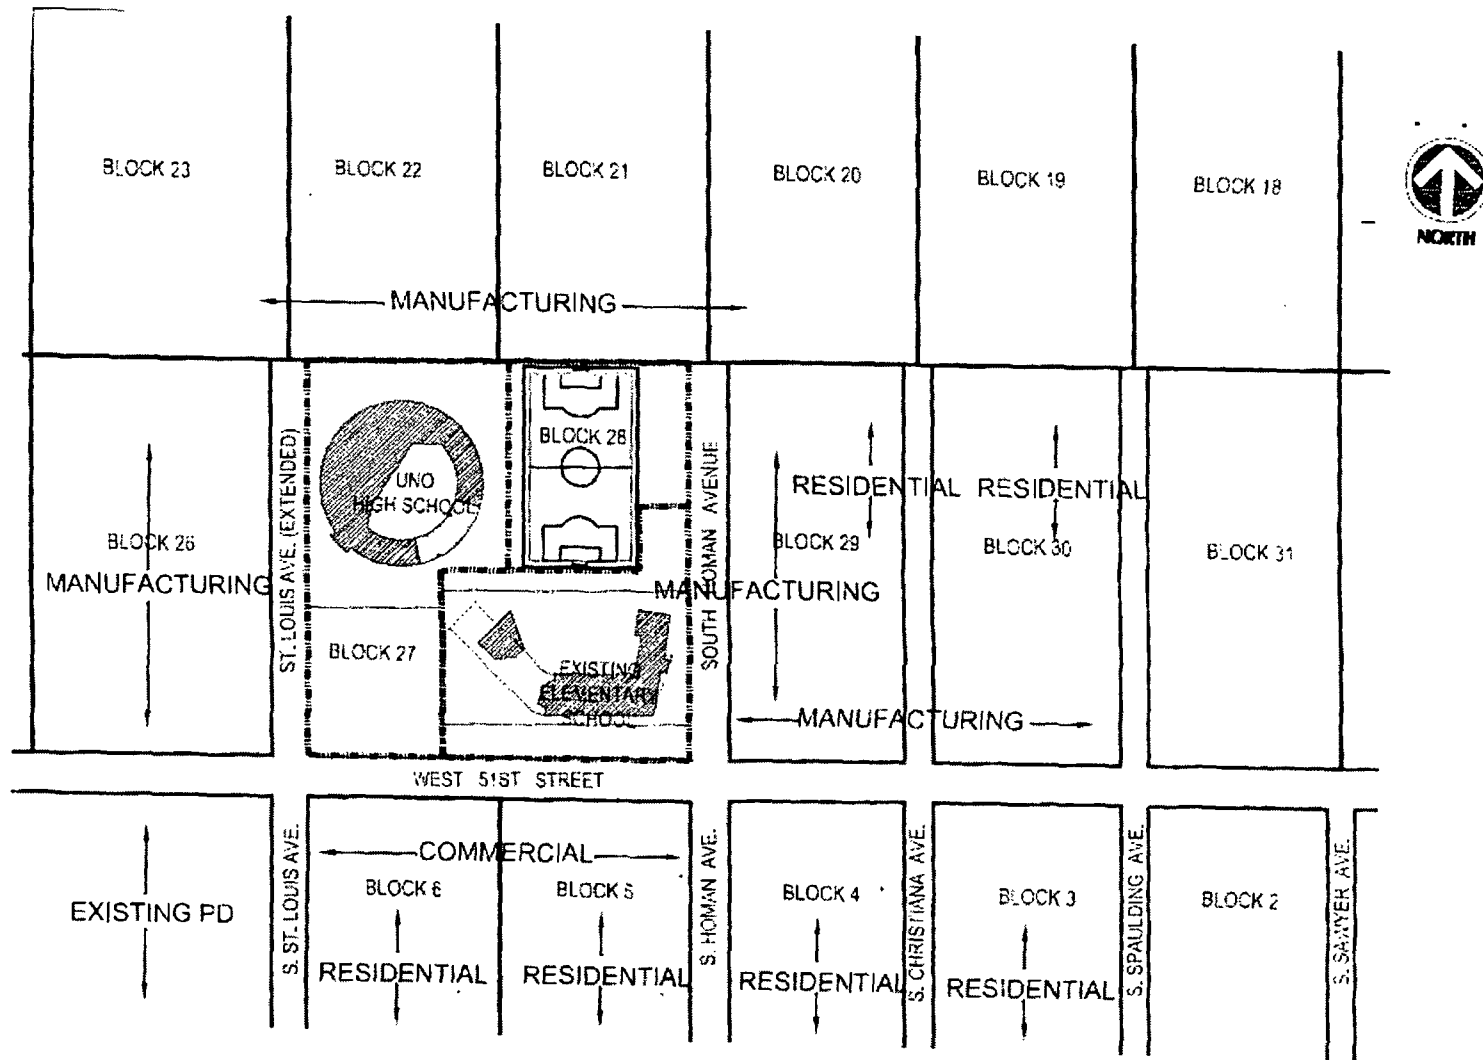 BLOCK 23
BLOCK 22
BLOCK 21
BLOCK 20
BLOCK 19
BLOCK 18
NORTH
MANUFACTURING
ST. LOUIS AVE. (EXTENDED)
UNO
HIGH SCHOOL
BLOCK 28
SOUTH HOMAN AVENUE
RESIDENTIAL
RESIDENTIAL
BLOCK 26
BLOCK 29
BLOCK 30
BLOCK 31
MANUFACTURING
MANUFACTURING
BLOCK 27
EXISTING
ELEMENTARY
SCHOOL
MANUFACTURING
WEST 51ST STREET
S. ST. LOUIS AVE.
COMMERCIAL
BLOCK 6
BLOCK 5
S. HOMAN AVE.
BLOCK 4
S. CHRISTIANA AVE.
BLOCK 3
S. SPAULDING AVE.
BLOCK 2
S. SAWYER AVE.
EXISTING PD
RESIDENTIAL
RESIDENTIAL
RESIDENTIAL
RESIDENTIAL